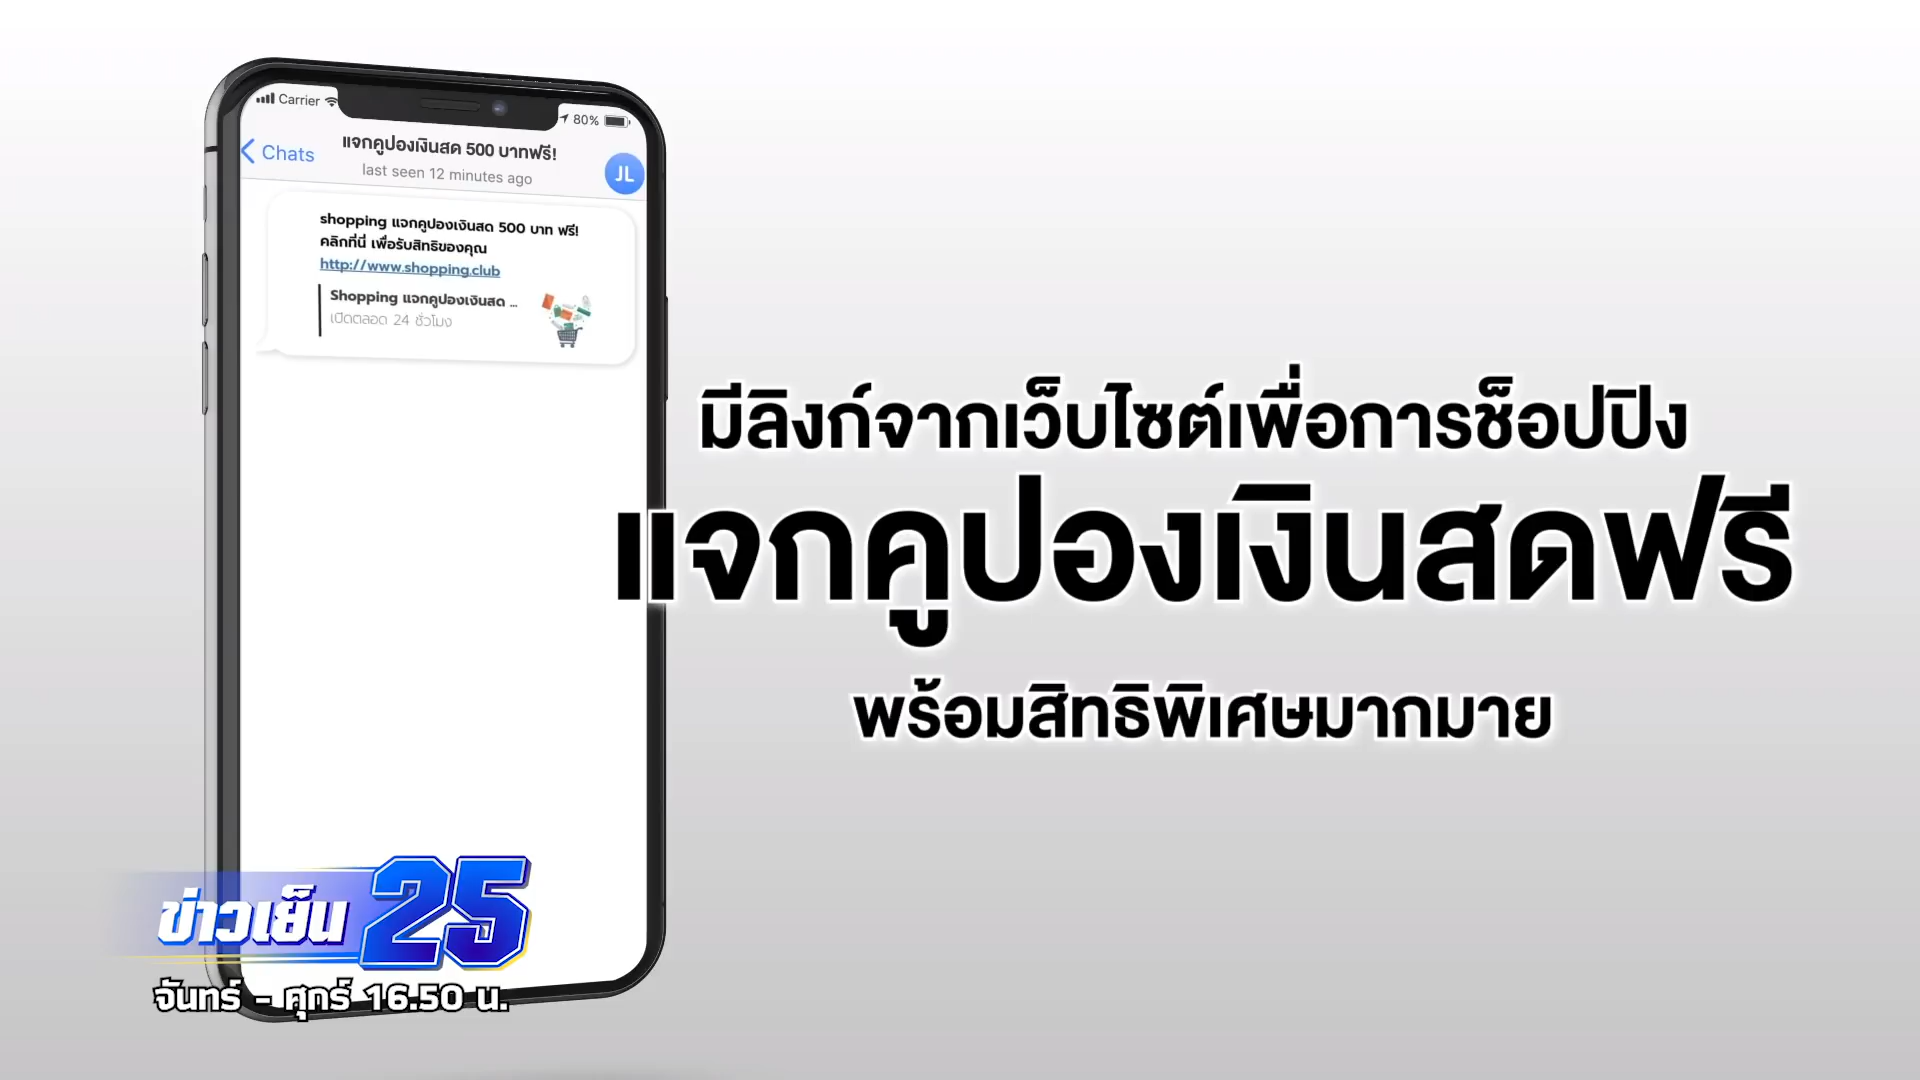 Carrier
80%
Chats
แจกคูปองเงินสด 500 บาทฟรี!
last seen 12 minutes ago
JL
shopping แจกคูปองเงินสด 500 บาท ฟรี!
คลิกที่นี่ เพื่อรับสิทธิของคุณ
http://www.shopping.club
Shopping แจกคูปองเงินสด ...
เปิดตลอด 24 ชั่วโมง
มีลิงก์จากเว็บไซต์เพื่อการช็อปปิง
แจกคูปองเงินสดฟรี
พร้อมสิทธิพิเศษมากมาย
ข่าวเย็น 25
จันทร์ - ศุกร์ 16.50 น.